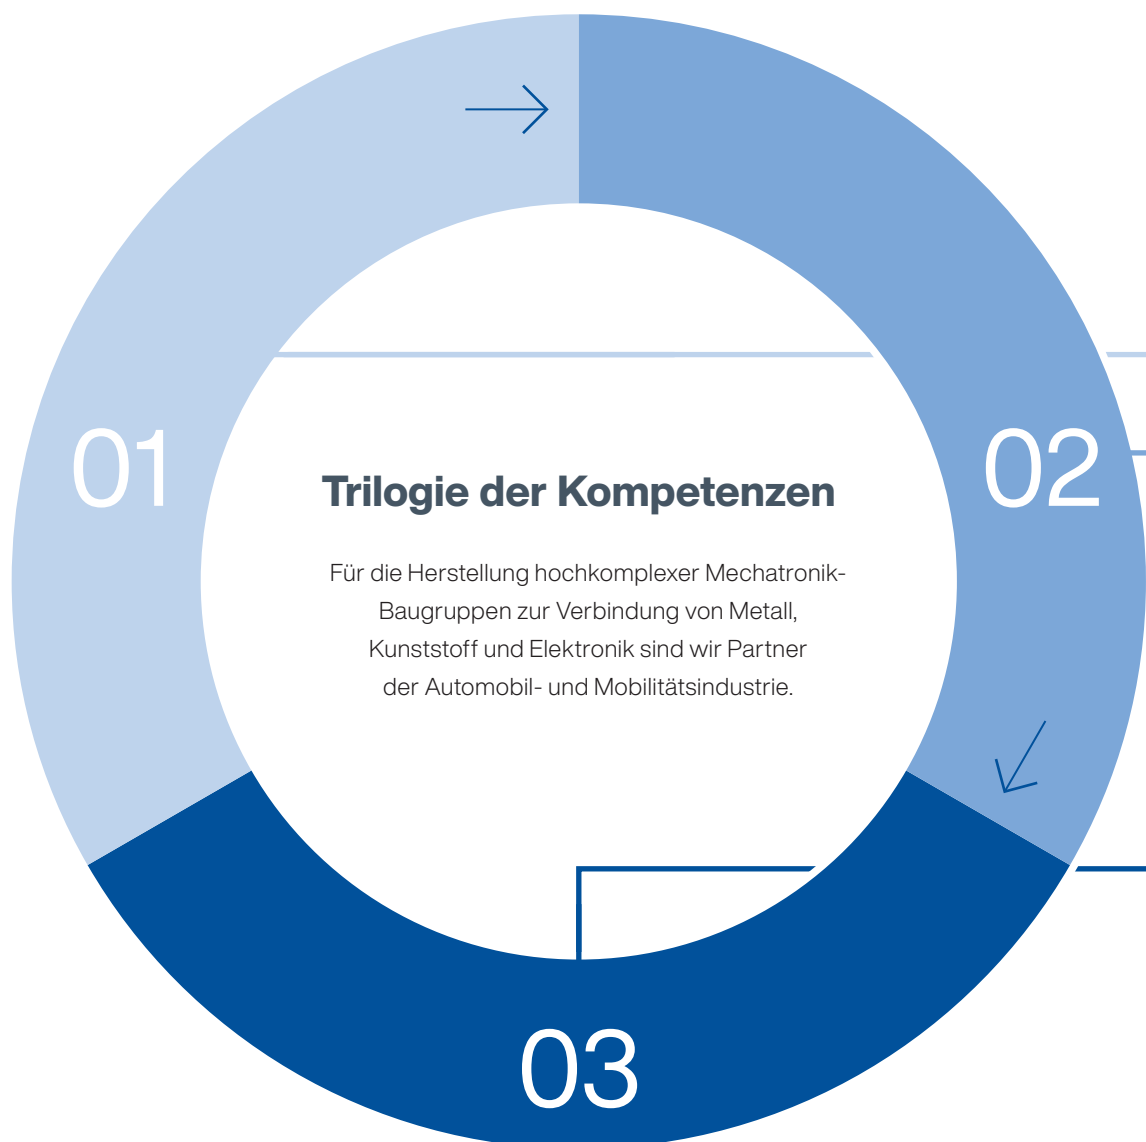 01
02
Trilogie der Kompetenzen
Für die Herstellung hochkomplexer Mechatronik-
Baugruppen zur Verbindung von Metall,
Kunststoff und Elektronik sind wir Partner
der Automobil- und Mobilitätsindustrie.
03